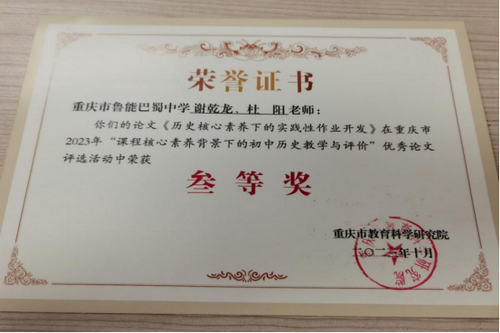 荣誉证书
重庆市鲁能巴蜀中学谢乾龙、杜 阳老师:
你们的论文《历史核心素养下的实践性作业开发》在重庆市
2023年“课程核心素养背景下的初中历史教学与评价”优秀论文
评选活动中荣获
叁等奖
重庆市教育科学研究院
二〇二三年十月